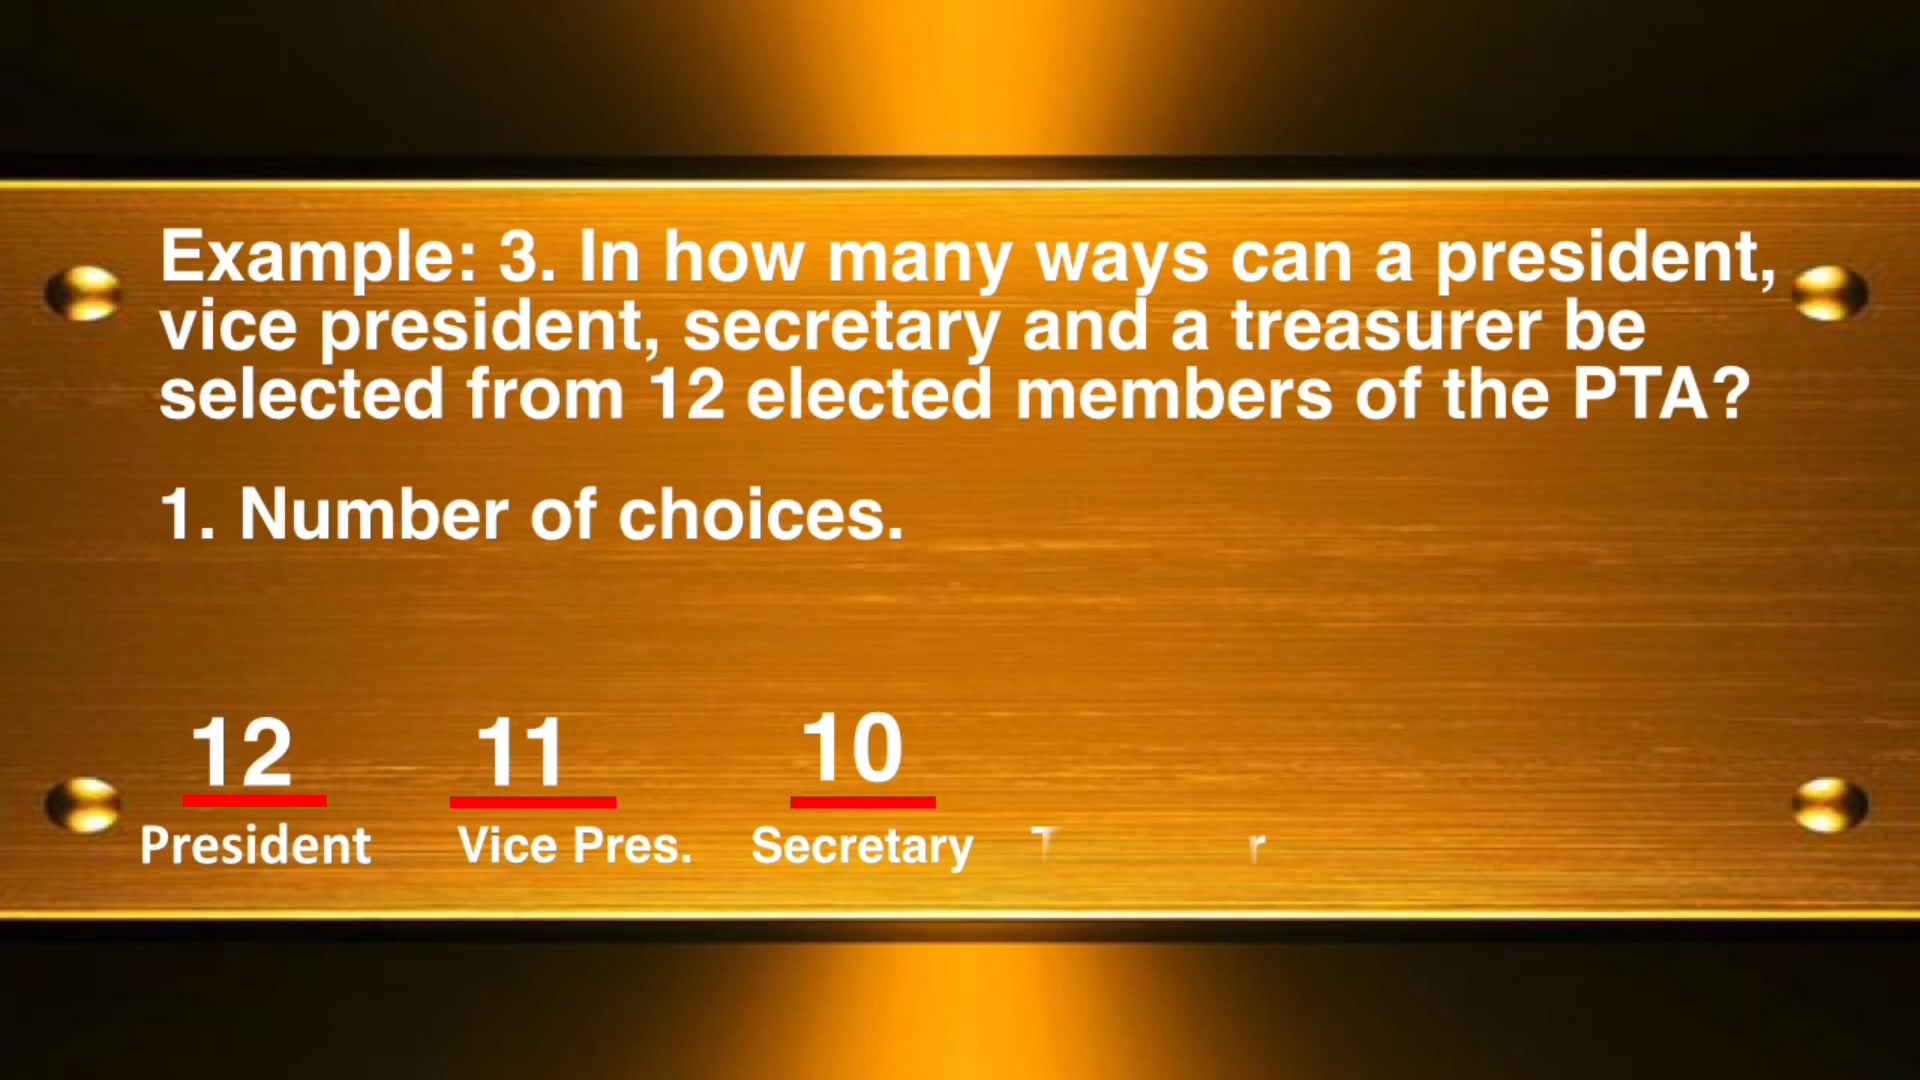 Example: 3. In how many ways can a president,
vice president, secretary and a treasurer be
selected from 12 elected members of the PTA?
1. Number of choices.
12 11 10
President Vice Pres. Secretary